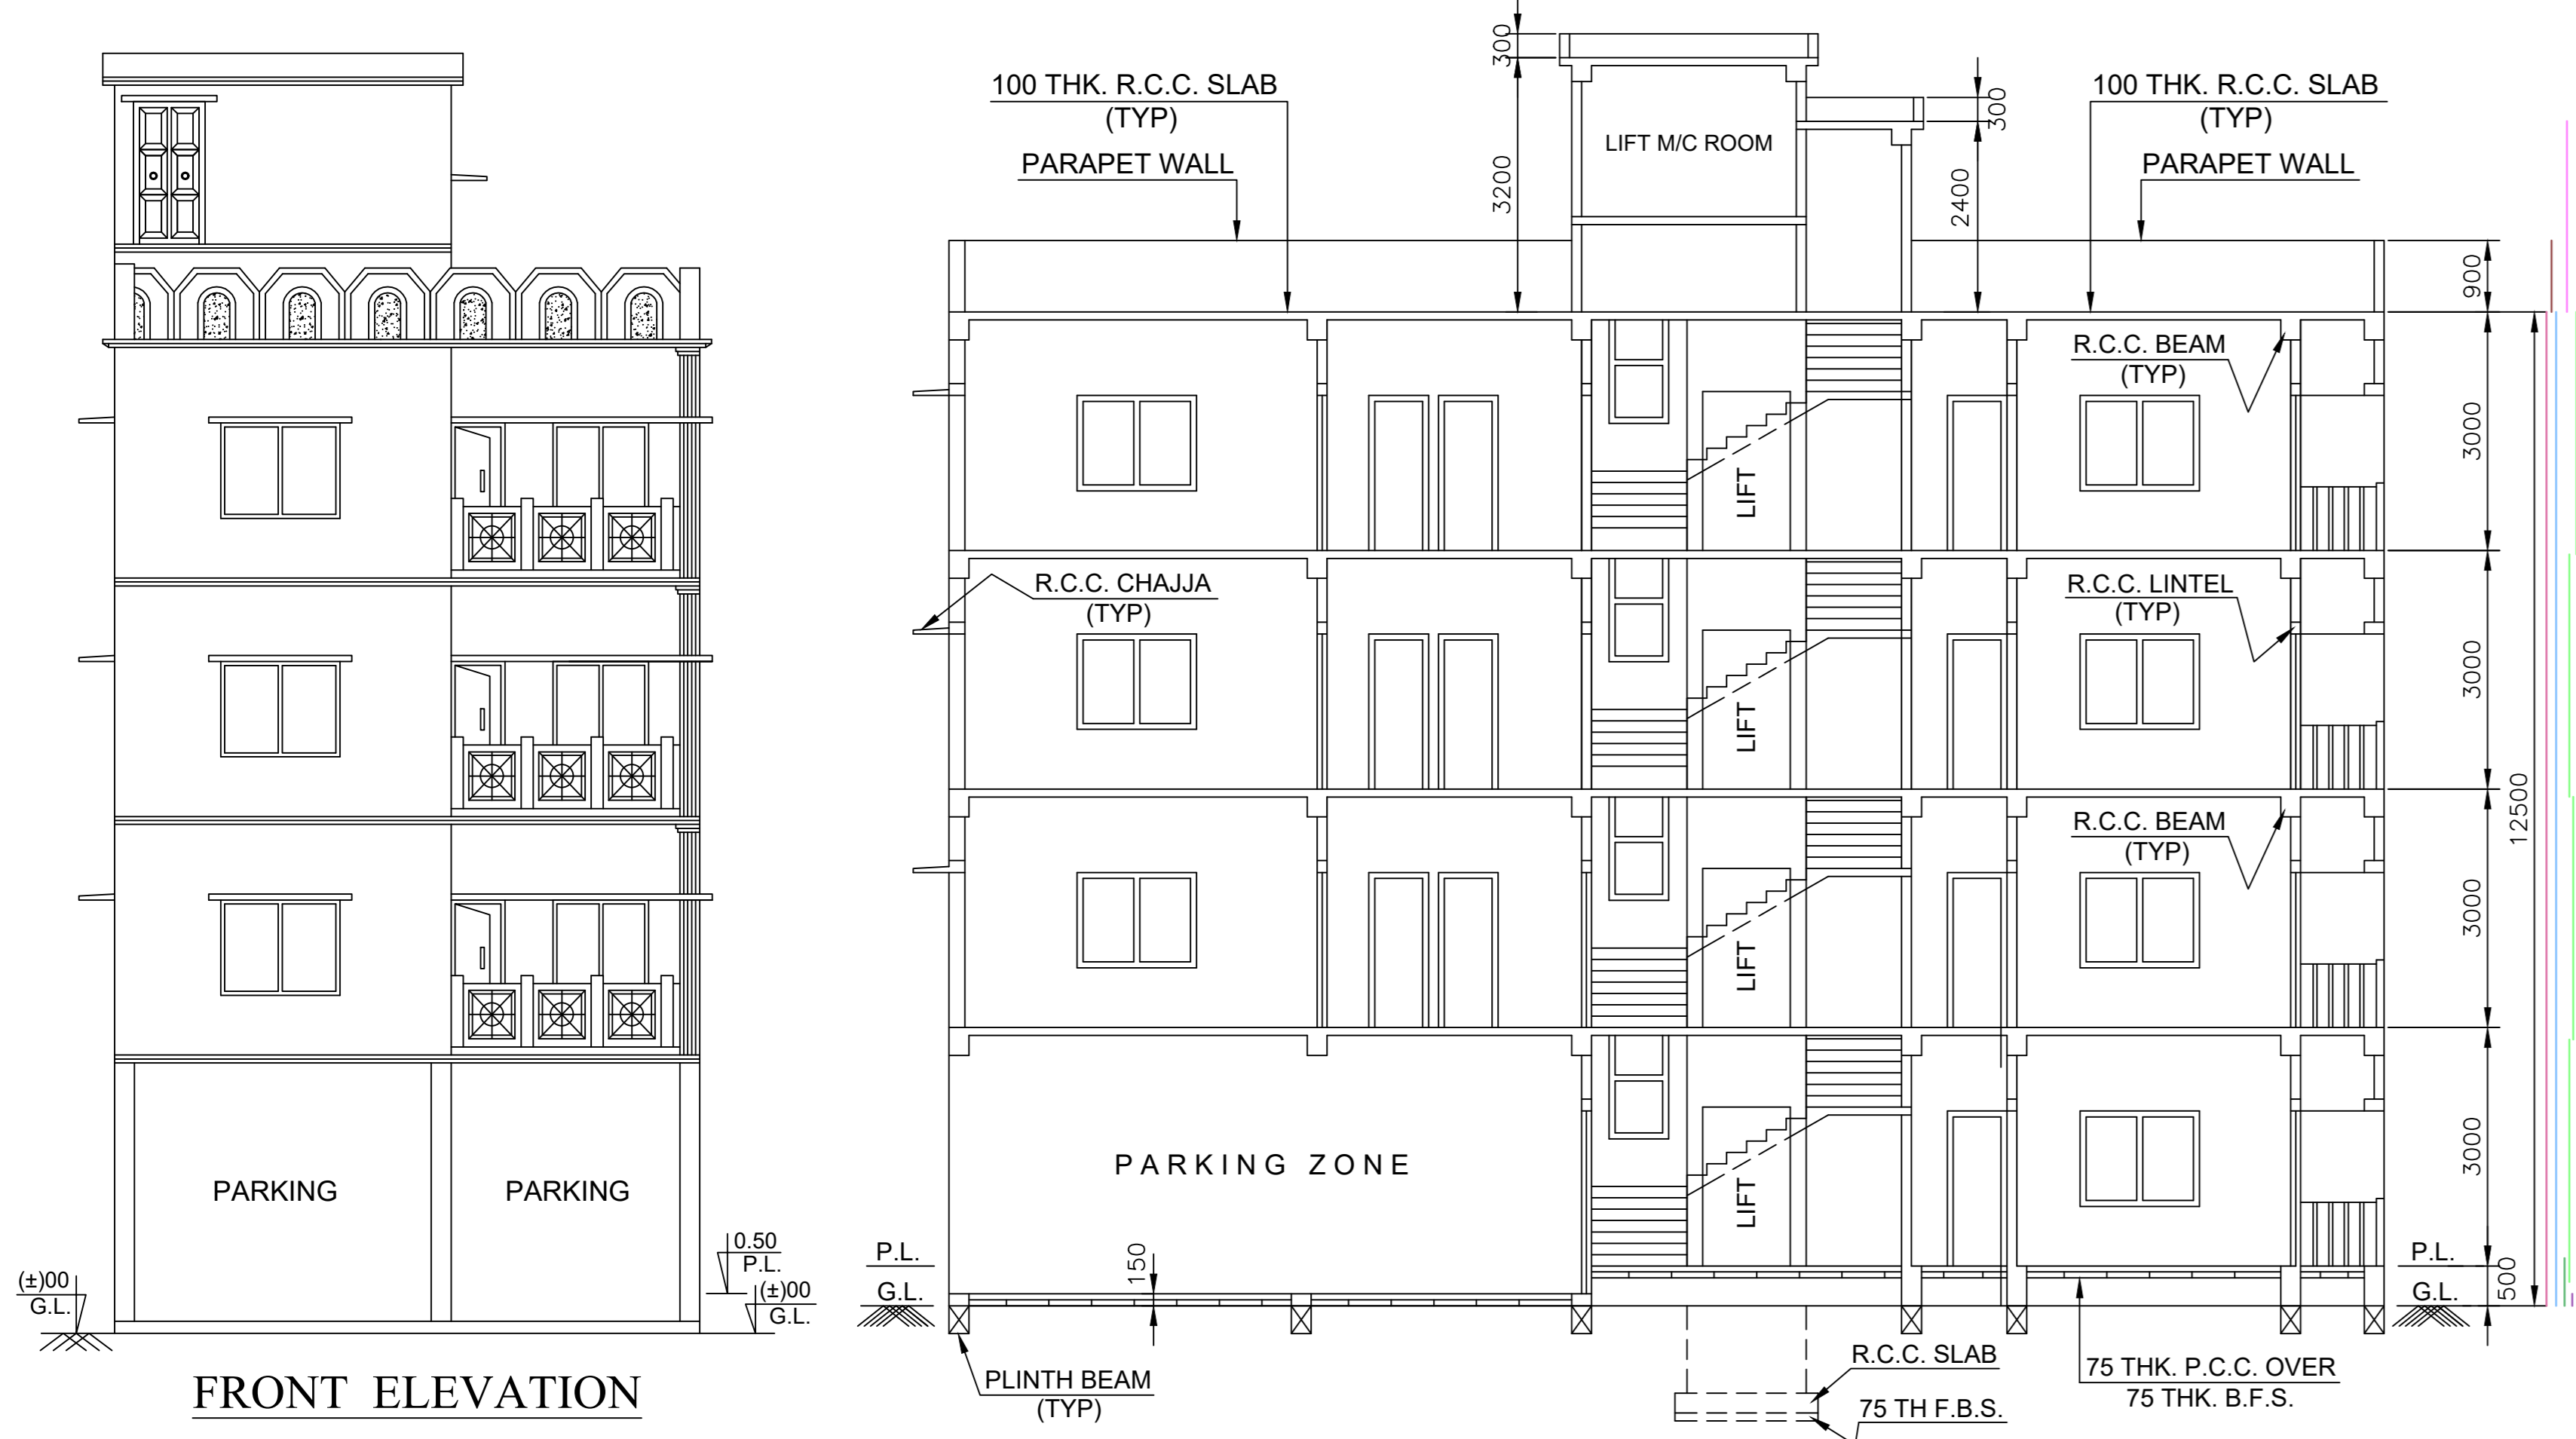 300
100 THK. R.C.C. SLAB
(TYP)
PARAPET WALL
3200
LIFT M/C ROOM
300
2400
100 THK. R.C.C. SLAB
(TYP)
PARAPET WALL
900
R.C.C. BEAM
(TYP)
3000
LIFT
R.C.C. CHAJJA
(TYP)
R.C.C. LINTEL
(TYP)
3000
LIFT
12500
R.C.C. BEAM
(TYP)
3000
LIFT
PARKING
PARKING
PARKING ZONE
LIFT
3000
(±)00
G.L.
0.50
P.L.
(±)00
G.L.
P.L.
G.L.
150
P.L.
G.L.
500
FRONT ELEVATION
PLINTH BEAM
(TYP)
R.C.C. SLAB
75 TH F.B.S.
75 THK. P.C.C. OVER
75 THK. B.F.S.